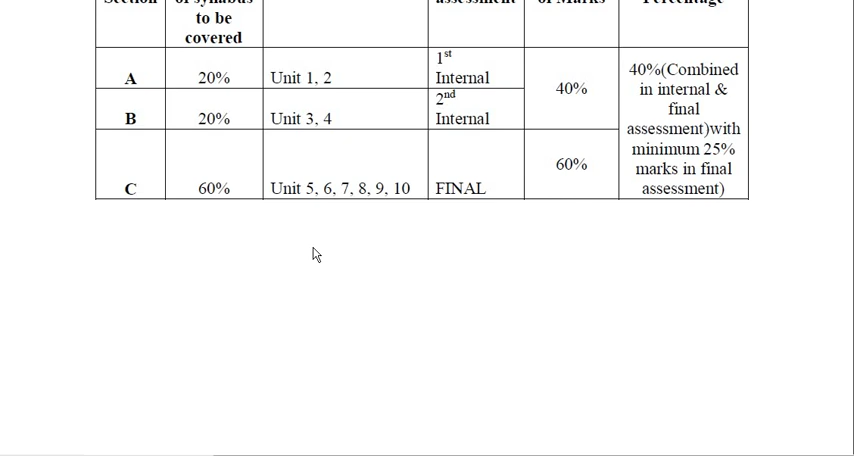 to be
covered
A 20% Unit 1, 2 1st Internal 40% 40%(Combined
in internal &
final
assessment)with
minimum 25%
marks in final
assessment)
B 20% Unit 3, 4 2nd Internal
C 60% Unit 5, 6, 7, 8, 9, 10 FINAL 60%